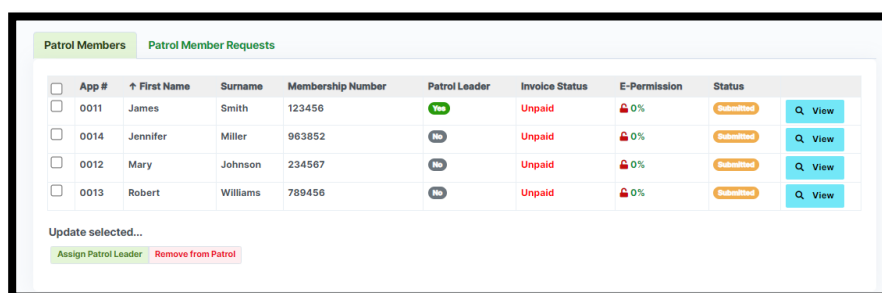 Patrol Members Patrol Member Requests
App # ↑ First Name Surname Membership Number Patrol Leader Invoice Status E-Permission Status
0011 James Smith 123456 Yes Unpaid 0% Submitted View
0014 Jennifer Miller 963852 No Unpaid 0% Submitted View
0012 Mary Johnson 234567 No Unpaid 0% Submitted View
0013 Robert Williams 789456 No Unpaid 0% Submitted View
Update selected...
Assign Patrol Leader Remove from Patrol